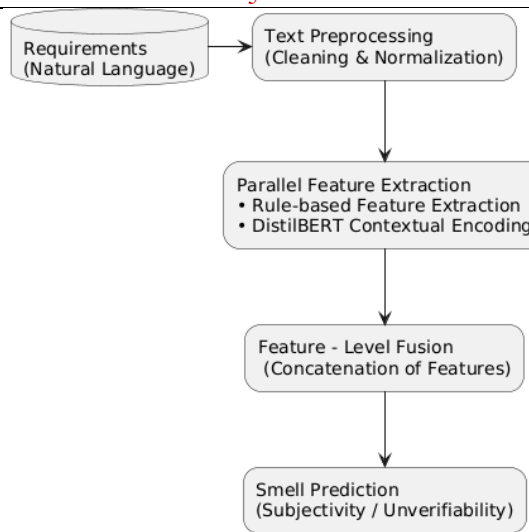 Requirements
(Natural Language)
Text Preprocessing
(Cleaning & Normalization)
Parallel Feature Extraction
• Rule-based Feature Extraction
• DistilBERT Contextual Encoding
Feature - Level Fusion
(Concatenation of Features)
Smell Prediction
(Subjectivity / Unverifiability)